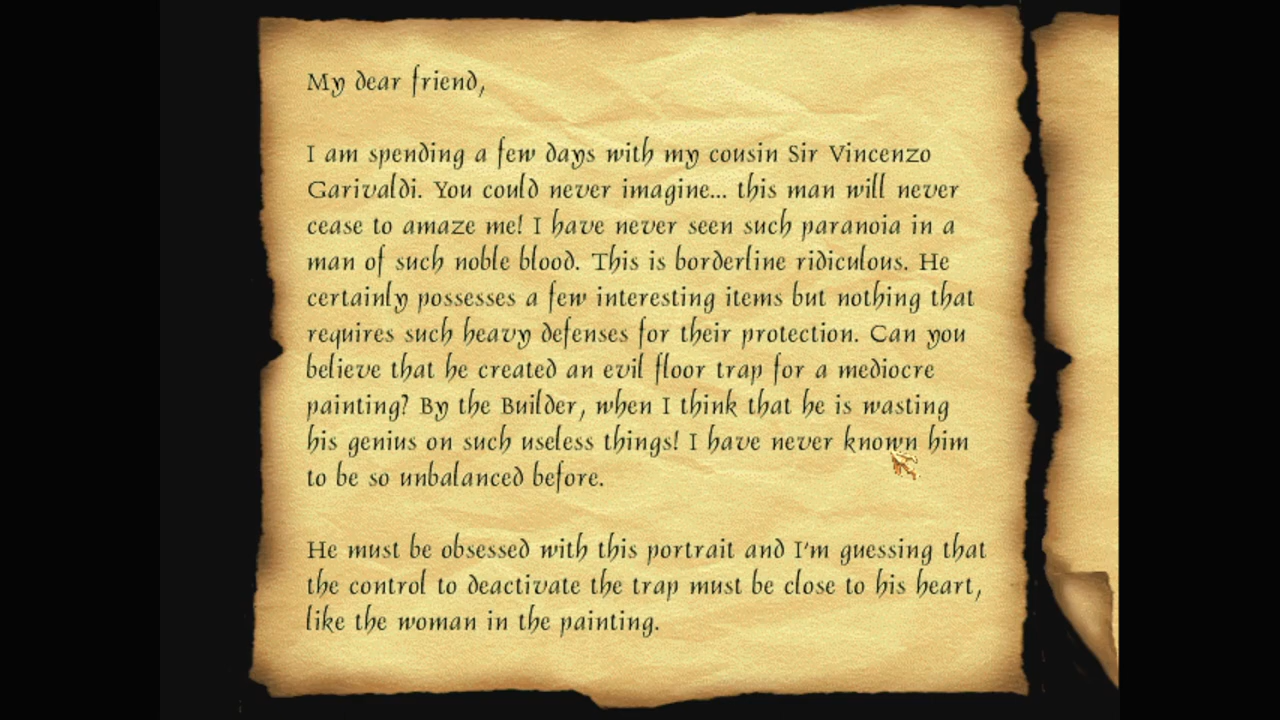 My dear friend,
I am spending a few days with my cousin Sir Vincenzo
Garivaldi. You could never imagine... this man will never
cease to amaze me! I have never seen such paranoia in a
man of such noble blood. This is borderline ridiculous. He
certainly possesses a few interesting items but nothing that
requires such heavy defenses for their protection. Can you
believe that he created an evil floor trap for a mediocre
painting? By the Builder, when I think that he is wasting
his genius on such useless things! I have never known him
to be so unbalanced before.
He must be obsessed with this portrait and I'm guessing that
the control to deactivate the trap must be close to his heart,
like the woman in the painting.